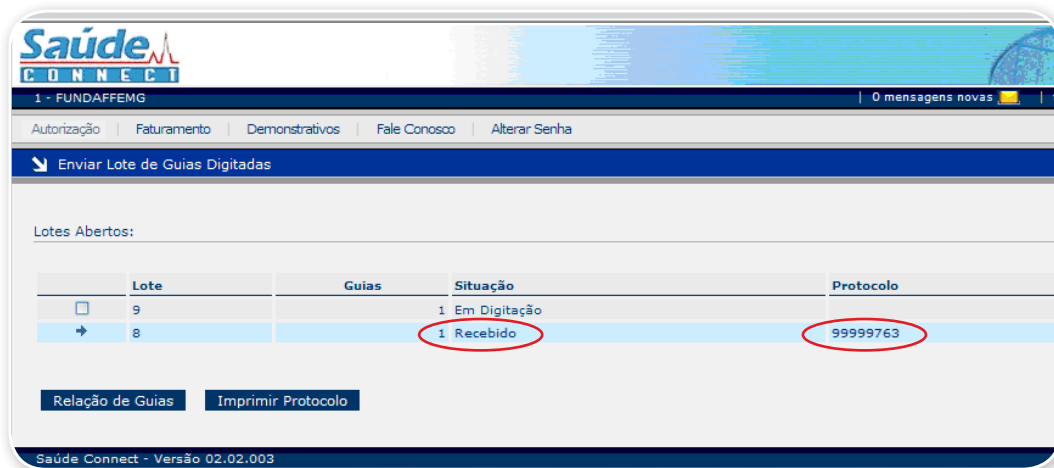 Saúde
CONNECT
1 - FUNDAFFEMG | 0 mensagens novas |
Autorização | Faturamento | Demonstrativos | Fale Conosco | Alterar Senha
Enviar Lote de Guias Digitadas
Lotes Abertos:
Lote Guias Situação Protocolo
9 1 Em Digitação
8 1 Recebido 99999763
Relação de Guias Imprimir Protocolo
Saúde Connect - Versão 02.02.003